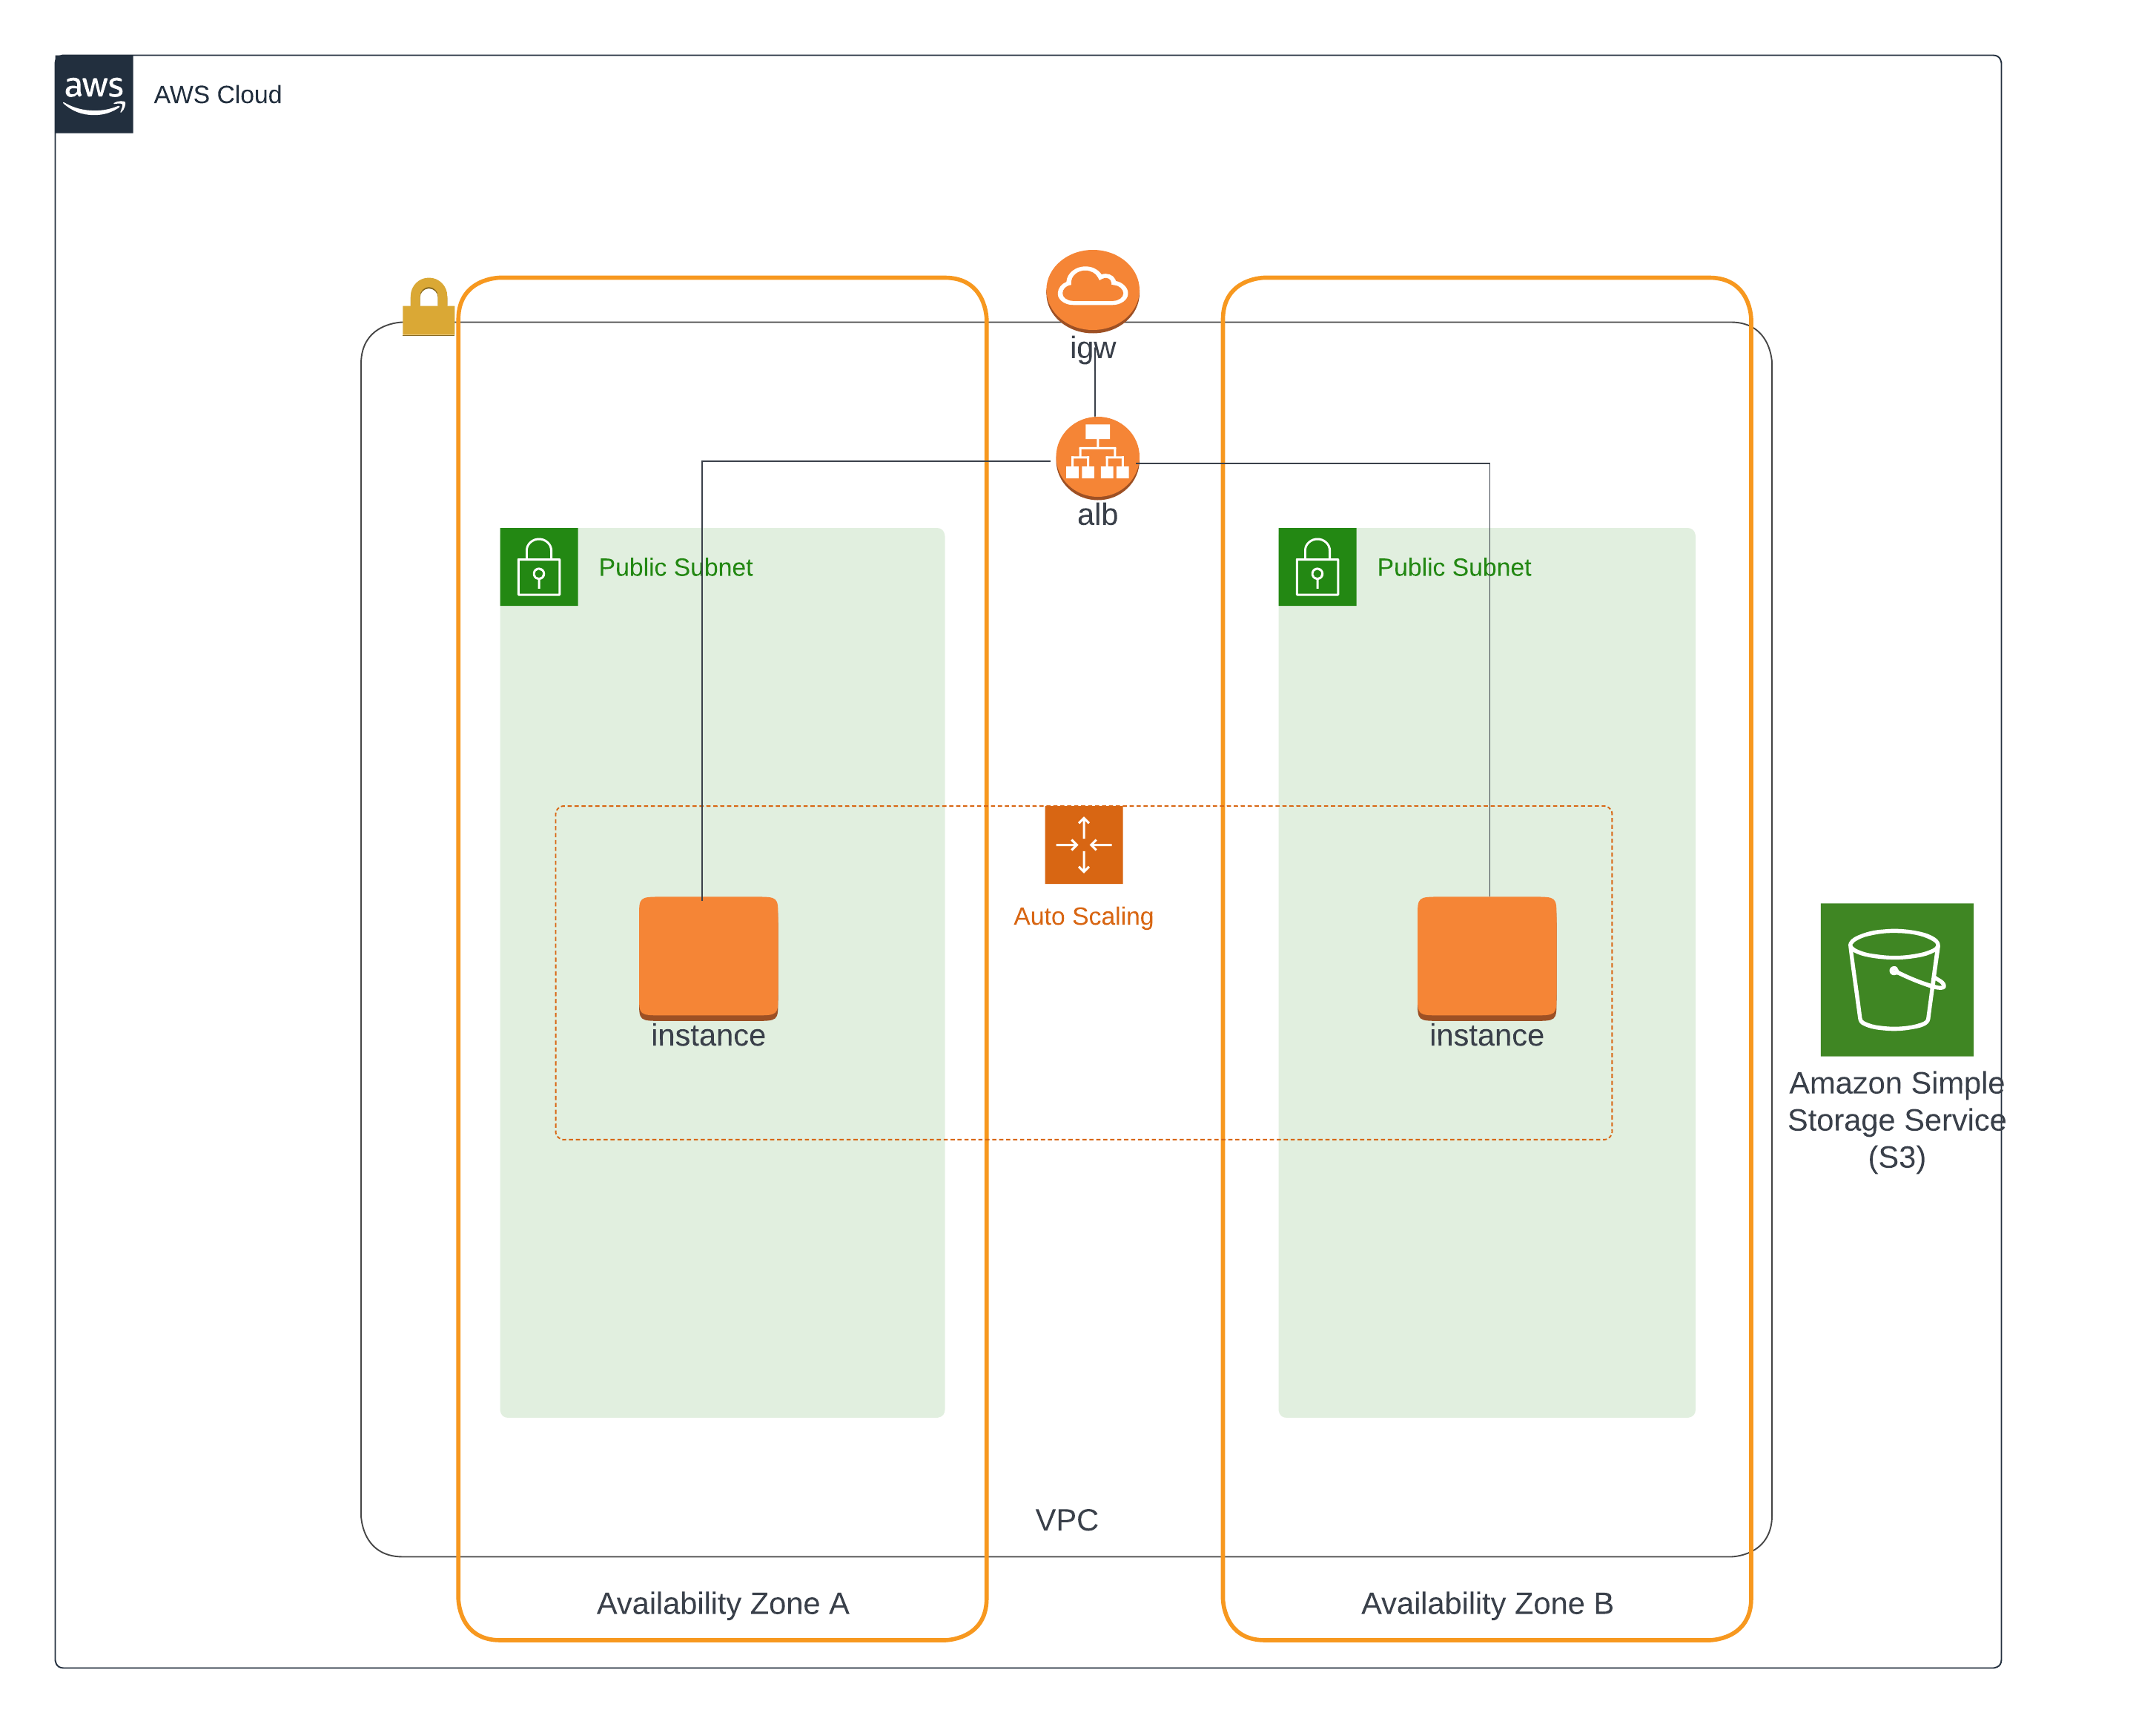 aws
AWS Cloud
igw
alb
Public Subnet
Public Subnet
Auto Scaling
instance
instance
Amazon Simple
Storage Service
(S3)
VPC
Availability Zone A
Availability Zone B